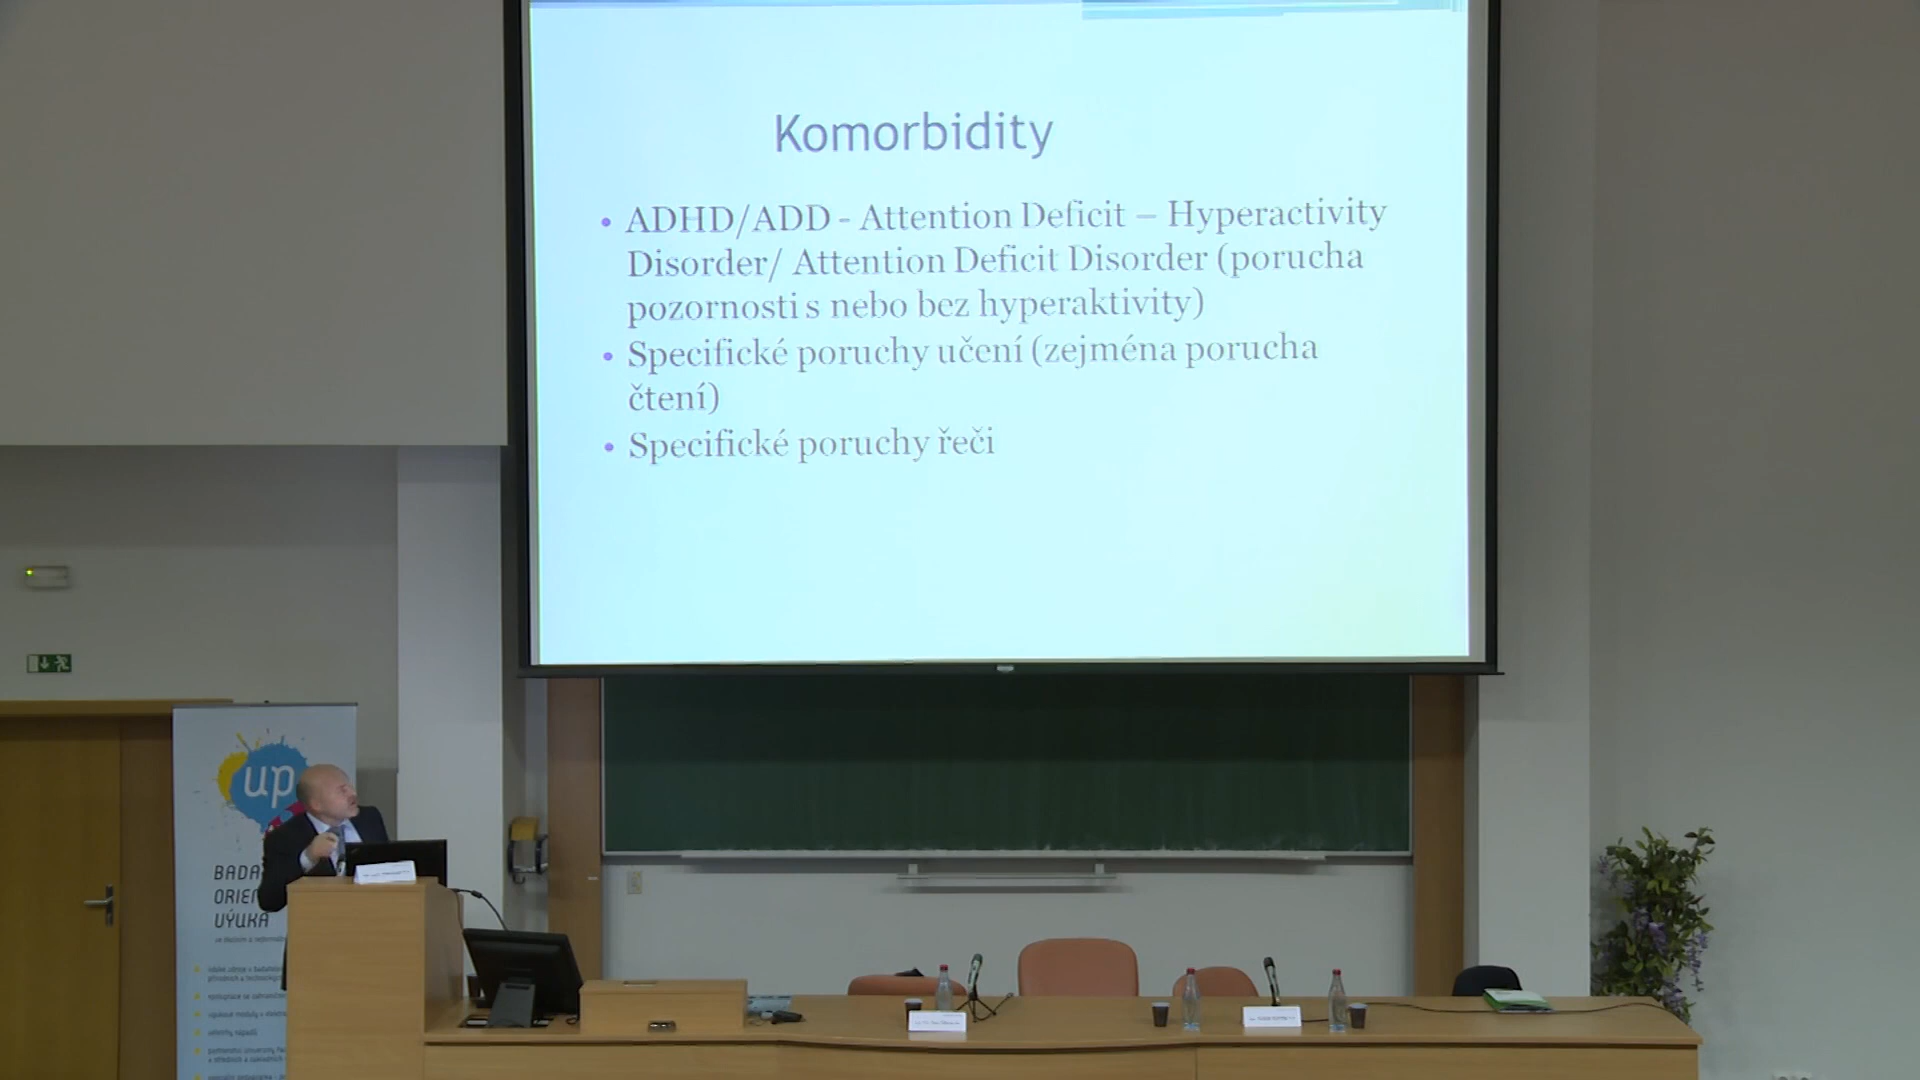 Komorbidity
• ADHD/ADD - Attention Deficit – Hyperactivity
Disorder/ Attention Deficit Disorder (porucha
pozornosti s nebo bez hyperaktivity)
• Specifické poruchy učení (zejména porucha
čtení)
• Specifické poruchy řeči
up
BADA
ORIEN
VÝUKA